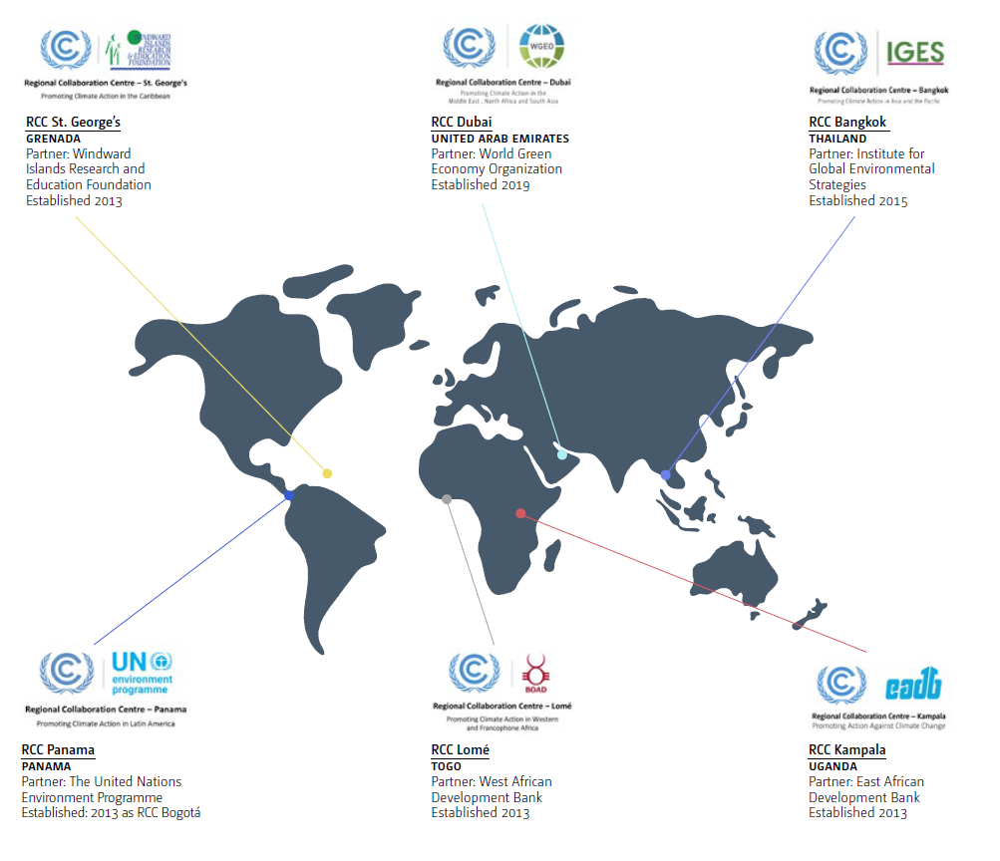 WINDWARD
ISLANDS
RESEARCH
& EDUCATION
FOUNDATION
Regional Collaboration Centre – St. George's
Promoting Climate Action in the Caribbean
RCC St. George's
GRENADA
Partner: Windward
Islands Research and
Education Foundation
Established 2013
WGEO
Regional Collaboration Centre – Dubai
Promoting Climate Action in the
Middle East, North Africa and South Asia
RCC Dubai
UNITED ARAB EMIRATES
Partner: World Green
Economy Organization
Established 2019
IGES
Regional Collaboration Centre – Bangkok
Promoting Climate Action in Asia and the Pacific
RCC Bangkok
THAILAND
Partner: Institute for
Global Environmental
Strategies
Established 2015
UN
environment
programme
Regional Collaboration Centre – Panama
Promoting Climate Action in Latin America
RCC Panama
PANAMA
Partner: The United Nations
Environment Programme
Established: 2013 as RCC Bogotá
BOAD
Regional Collaboration Centre – Lomé
Promoting Climate Action in Western
and Francophone Africa
RCC Lomé
TOGO
Partner: West African
Development Bank
Established 2013
eadb
Regional Collaboration Centre – Kampala
Promoting Action Against Climate Change
RCC Kampala
UGANDA
Partner: East African
Development Bank
Established 2013